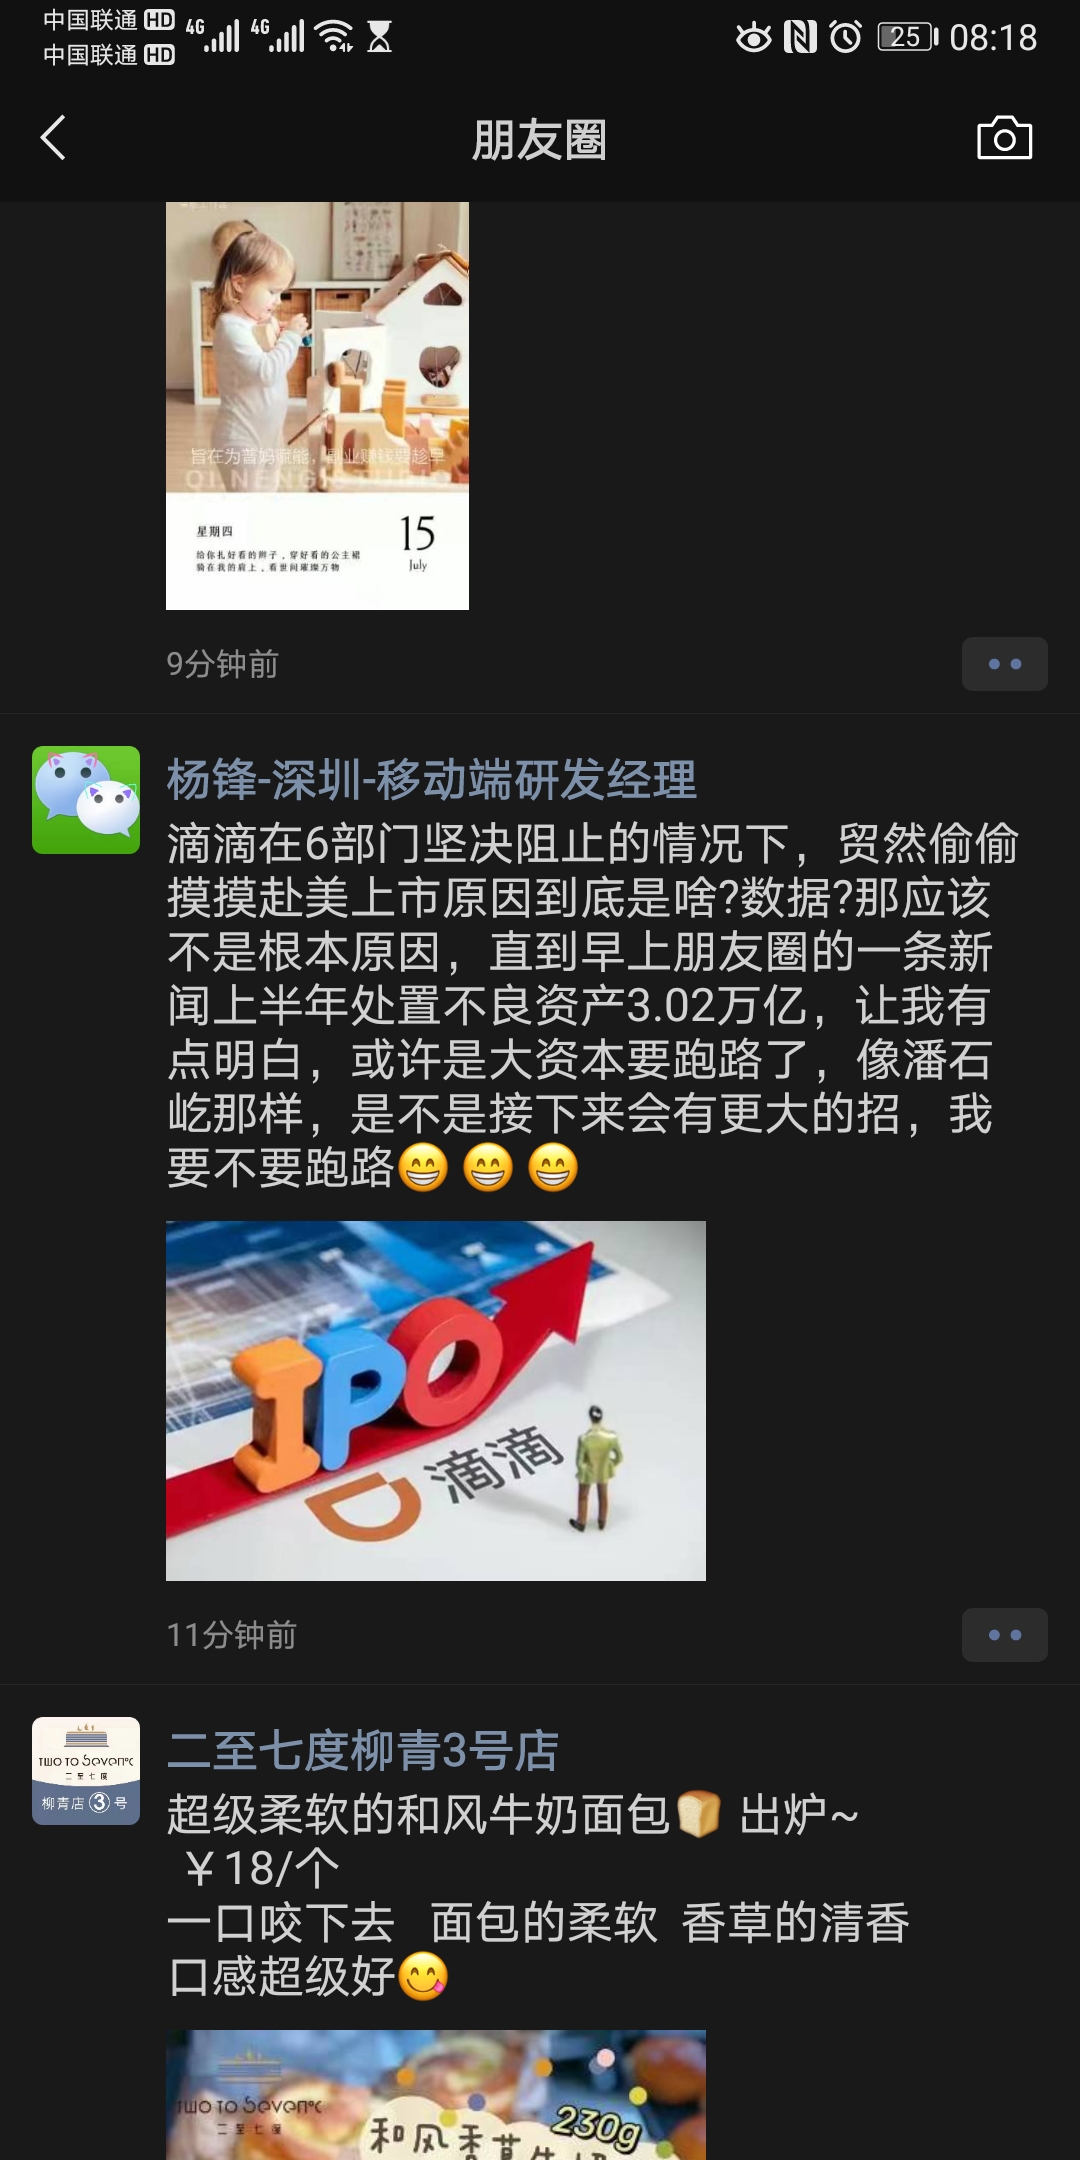 中国联通 HD 4G 4G 25 08:18
中国联通 HD
朋友圈
旨在为普妈赋能，副业赚钱要趁早
QI NENG STUDIO
星期四
15
July
给你扎好看的辫子，穿好看的公主裙
骑在我的肩上，看世间璀璨万物
9分钟前
杨锋-深圳-移动端研发经理
滴滴在6部门坚决阻止的情况下，贸然偷偷
摸摸赴美上市原因到底是啥?数据?那应该
不是根本原因，直到早上朋友圈的一条新
闻上半年处置不良资产3.02万亿，让我有
点明白，或许是大资本要跑路了，像潘石
屹那样，是不是接下来会有更大的招，我
要不要跑路😁😁😁
IPO
滴滴
11分钟前
TWO TO Seven℃
二至七度
柳青店③号
二至七度柳青3号店
超级柔软的和风牛奶面包🍞 出炉~
￥18/个
一口咬下去 面包的柔软 香草的清香
口感超级好😋
TWO TO Seven℃
二至七度
230g
和风香草牛奶